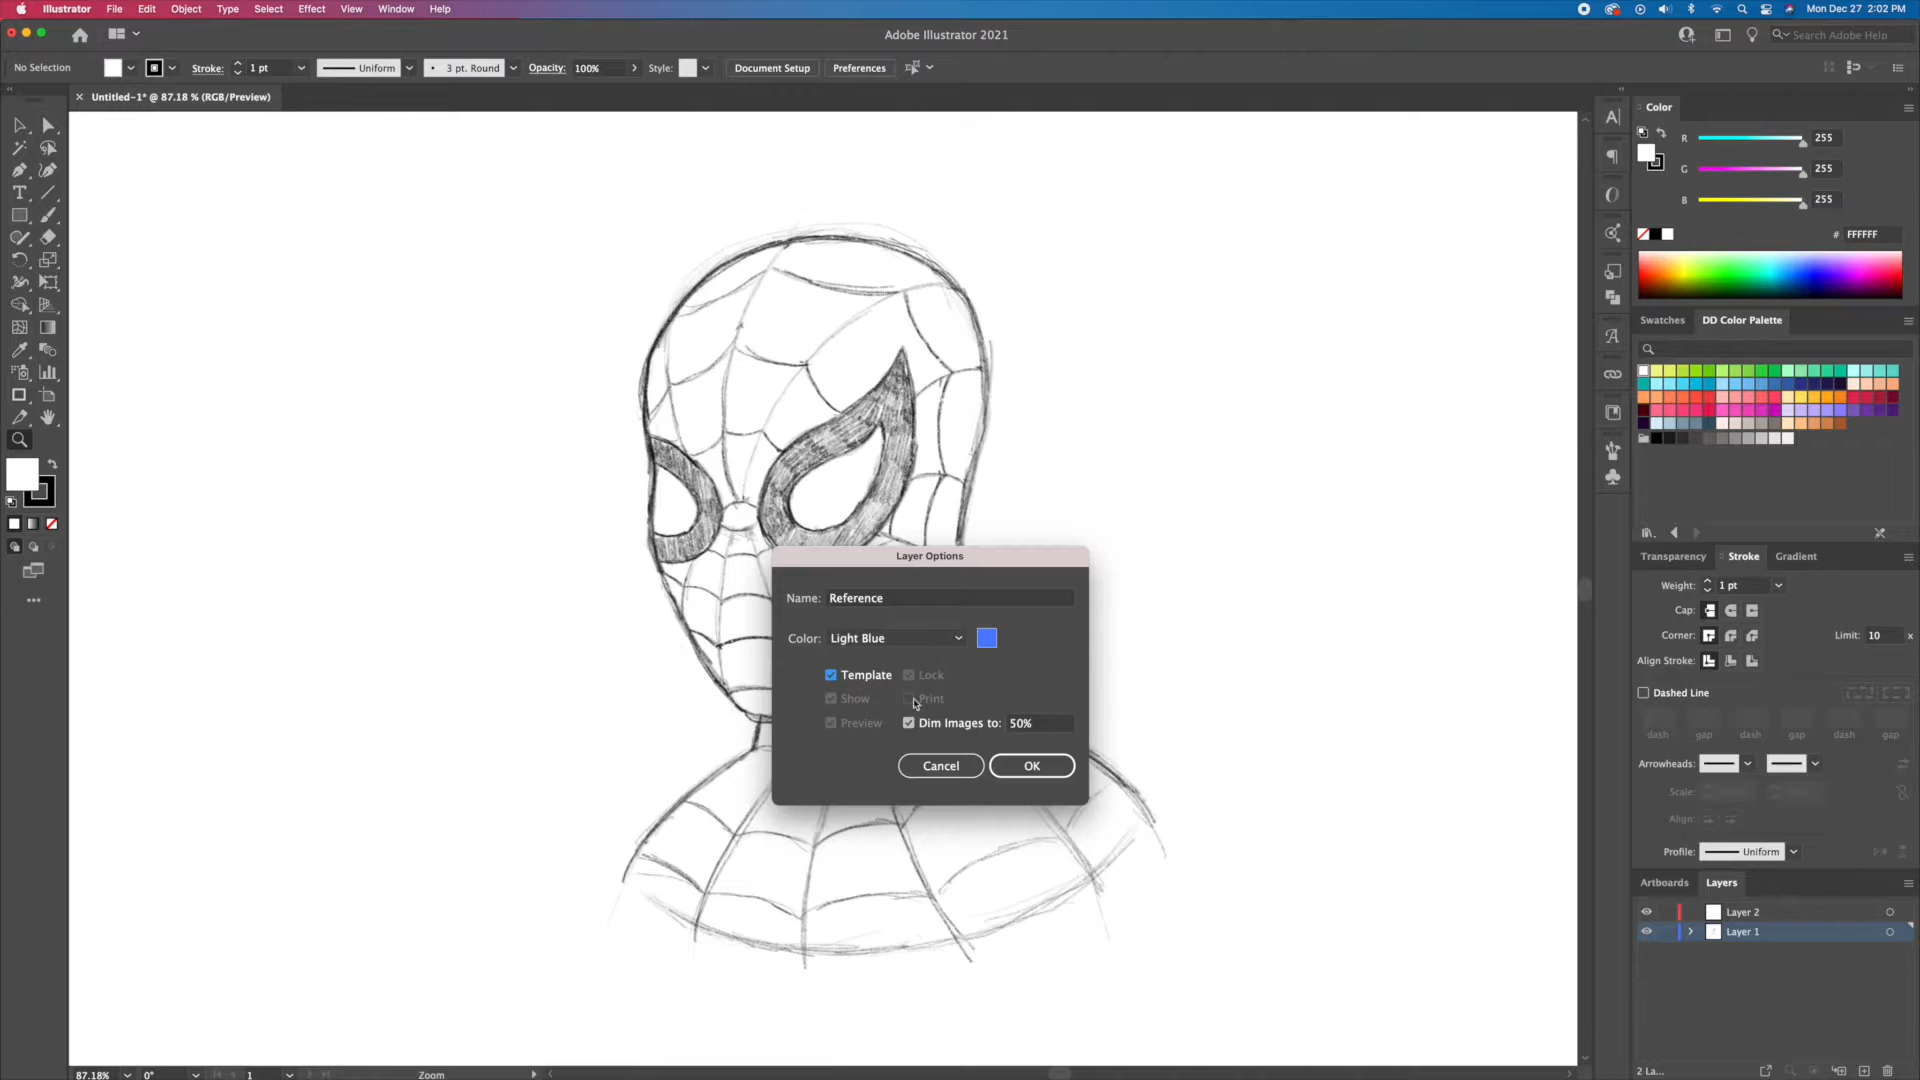 Illustrator File Edit Object Type Select Effect View Window Help
Mon Dec 27 2:02 PM
Adobe Illustrator 2021
Search Adobe Help
No Selection
Stroke: 1 pt
Uniform
3 pt. Round
Opacity: 100%
Style:
Document Setup
Preferences
× Untitled-1* @ 87.18 % (RGB/Preview)
Color
R 255
G 255
B 255
# FFFFFF
Swatches DD Color Palette
Layer Options
Name: Reference
Color: Light Blue
Template Lock
Show Print
Preview Dim Images to: 50%
Cancel OK
Transparency Stroke Gradient
Weight: 1 pt
Cap:
Corner: Limit: 10 x
Align Stroke:
Dashed Line
dash gap dash gap dash gap
Arrowheads:
Scale:
Align:
Profile: Uniform
Artboards Layers
Layer 2
Layer 1
2 La...
87.18% 0° 1 Zoom